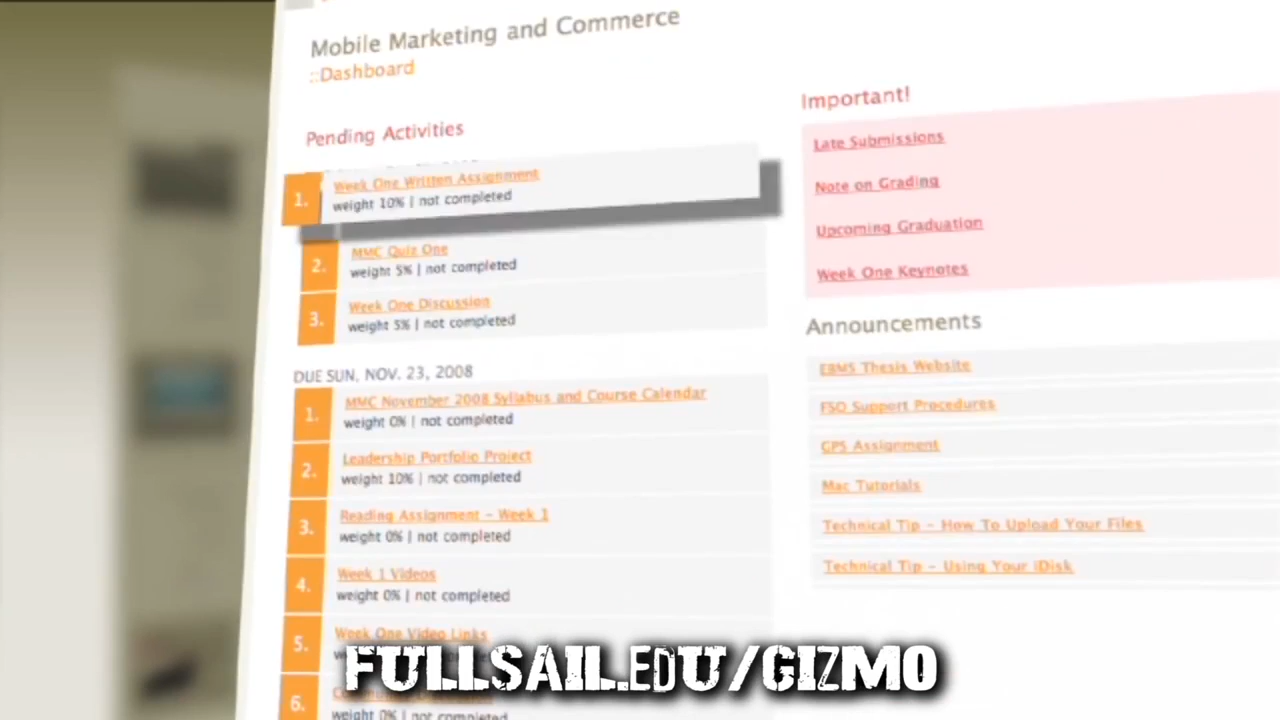 Mobile Marketing and Commerce
::Dashboard
Pending Activities
1. Week One Written Assignment
weight 10% | not completed
2. MMC Quiz One
weight 5% | not completed
3. Week One Discussion
weight 5% | not completed
DUE SUN, NOV. 23, 2008
1. MMC November 2008 Syllabus and Course Calendar
weight 0% | not completed
2. Leadership Portfolio Project
weight 10% | not completed
3. Reading Assignment - Week 1
weight 0% | not completed
4. Week 1 Videos
weight 0% | not completed
5. Week One Video Links
6.
weight 0% | not completed
Important!
Late Submissions
Note on Grading
Upcoming Graduation
Week One Keynotes
Announcements
EBMS Thesis Website
FSO Support Procedures
GPS Assignment
Mac Tutorials
Technical Tip - How To Upload Your Files
Technical Tip - Using Your iDisk
FULLSAIL.EDU/GIZMO